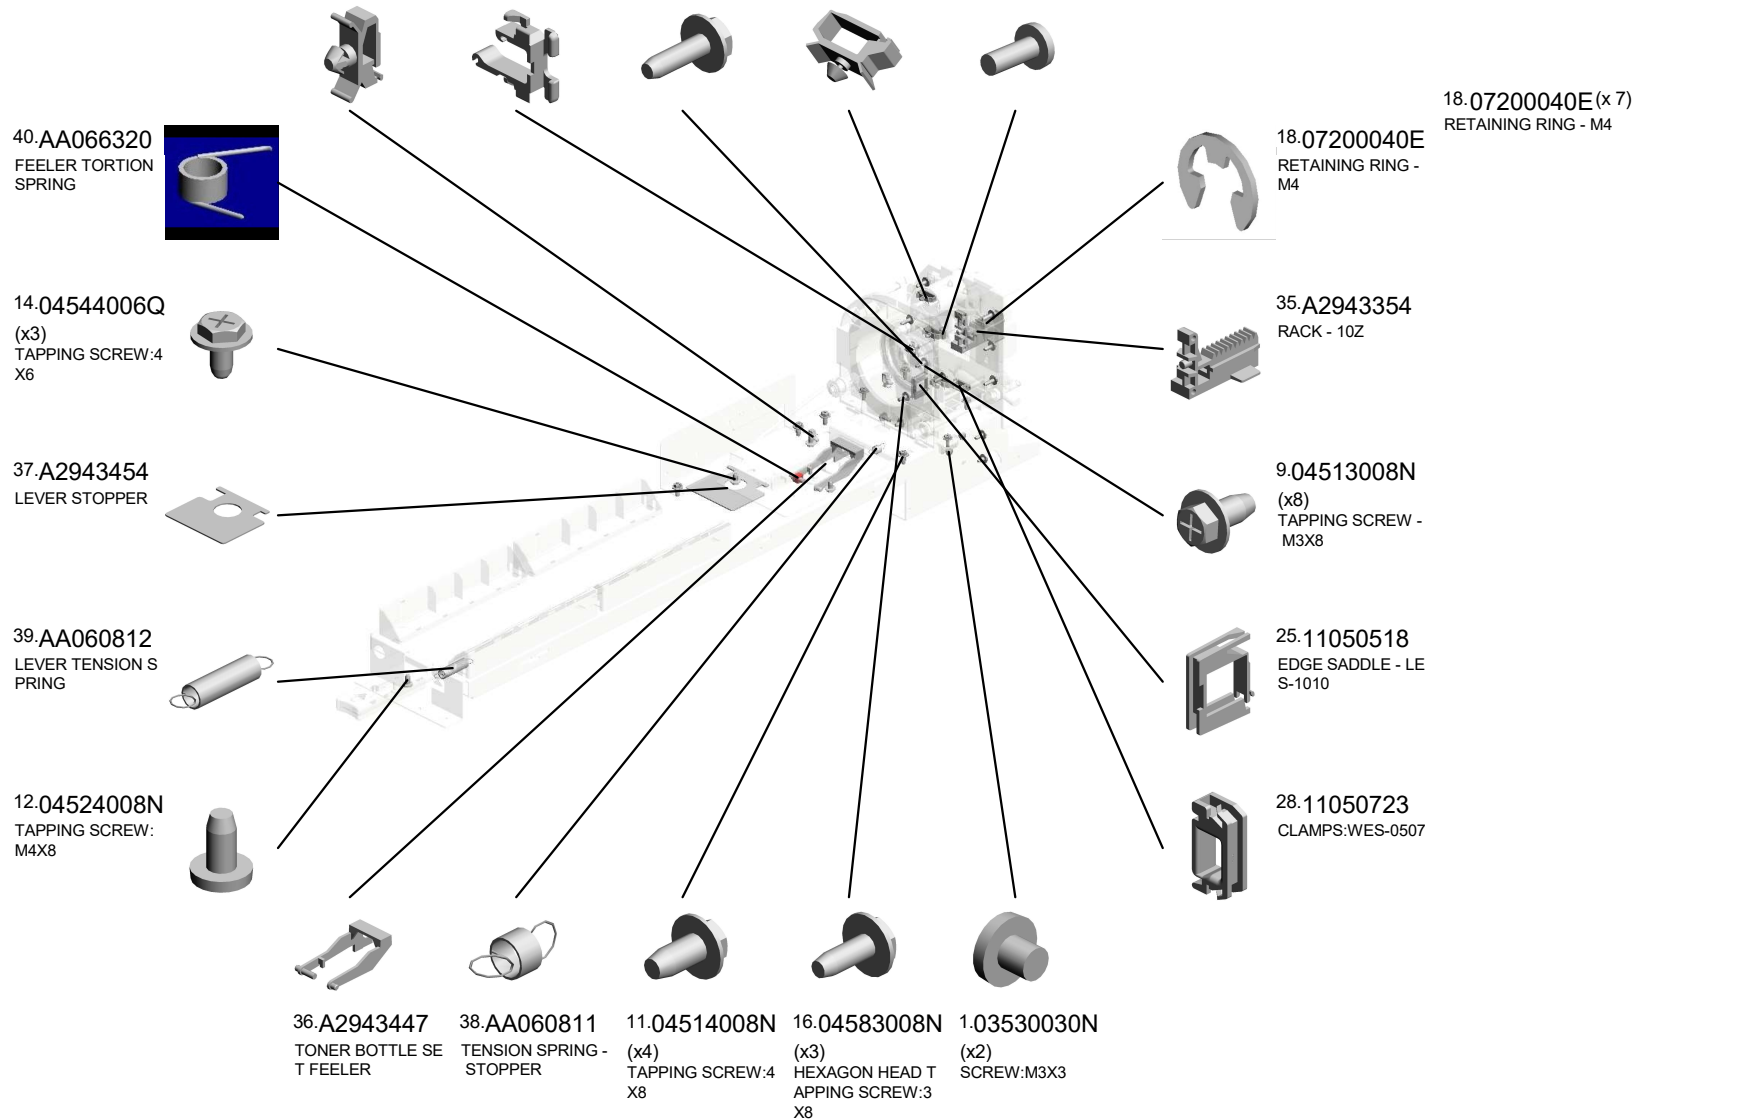 18.07200040E(x 7)
RETAINING RING - M4
40.AA066320
FEELER TORTION
SPRING
18.07200040E
RETAINING RING -
M4
14.04544006Q
(x3)
TAPPING SCREW:4
X6
35.A2943354
RACK - 10Z
37.A2943454
LEVER STOPPER
9.04513008N
(x8)
TAPPING SCREW -
M3X8
39.AA060812
LEVER TENSION S
PRING
25.11050518
EDGE SADDLE - LE
S-1010
12.04524008N
TAPPING SCREW:
M4X8
28.11050723
CLAMPS:WES-0507
36.A2943447
TONER BOTTLE SE
T FEELER
38.AA060811
TENSION SPRING -
STOPPER
11.04514008N
(x4)
TAPPING SCREW:4
X8
16.04583008N
(x3)
HEXAGON HEAD T
APPING SCREW:3
X8
1.03530030N
(x2)
SCREW:M3X3